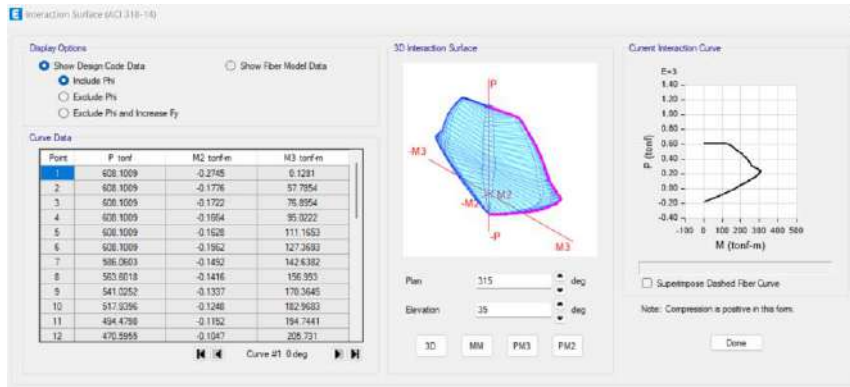 E Interaction Surface (ACI 318-14)
Display Options
Show Design Code Data
Show Fiber Model Data
Include Phi
Exclude Phi
Exclude Phi and Increase Fy
Curve Data
Point P tonf M2 tonf-m M3 tonf-m
1 608.1009 -0.2745 0.1281
2 608.1009 -0.1776 57.7854
3 608.1009 -0.1722 76.8954
4 608.1009 -0.1664 95.0222
5 608.1009 -0.1628 111.1653
6 608.1009 -0.1562 127.3683
7 586.0603 -0.1492 142.6382
8 563.6018 -0.1416 156.993
9 541.0252 -0.1337 170.3645
10 517.9396 -0.1248 182.9683
11 494.4798 -0.1152 194.7441
12 470.5955 -0.1047 205.731
Curve #1 0 deg
3D Interaction Surface
P
-M3
-M2
M2
-P
M3
Plan 315 deg
Elevation 35 deg
3D MM PM3 PM2
Current Interaction Curve
E+3
1.40
1.00
0.80
0.60
0.40
0.20
0.00
-0.20
-0.40
P (tonf)
-100 0 100 200 300 400 500
M (tonf-m)
Superimpose Dashed Fiber Curve
Note: Compression is positive in this form.
Done